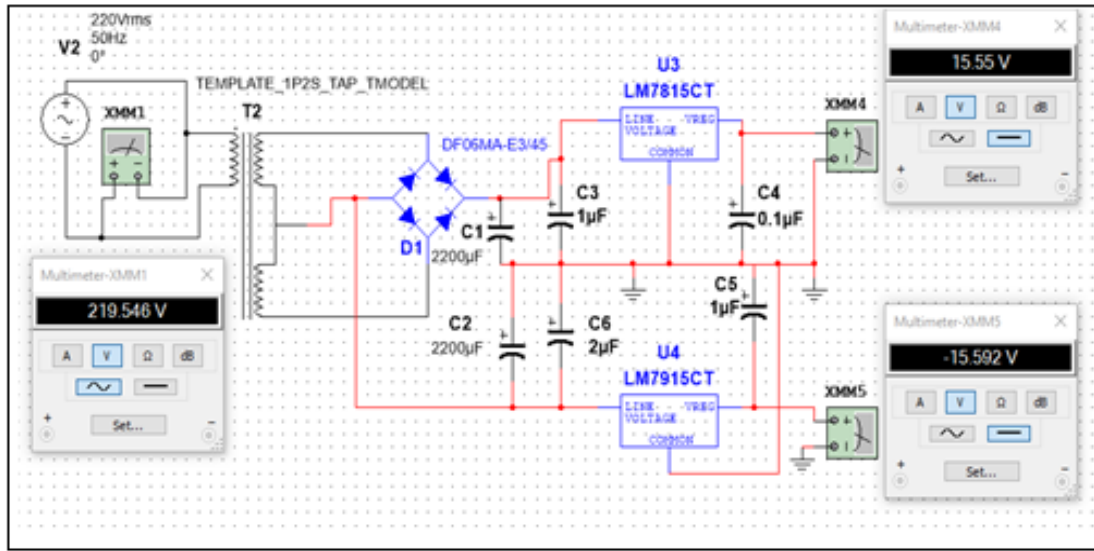 220Vrms
50Hz
0°
V2
TEMPLATE_1P2S_TAP_TMODEL
T2
XMM1
DF06MA-E3/45
D1
U3
LM7815CT
LINE VREG
VOLTAGE
COMMON
XMM4
C1
2200µF
C3
1µF
C4
0.1µF
C2
2200µF
C6
2µF
C5
1µF
U4
LM7915CT
LINE VREG
VOLTAGE
COMMON
XMM5
Multimeter-XMM1
219.546 V
A V Ω dB
+ Set... -
Multimeter-XMM4
15.55 V
A V Ω dB
+ Set... -
Multimeter-XMM5
-15.592 V
A V Ω dB
+ Set... -